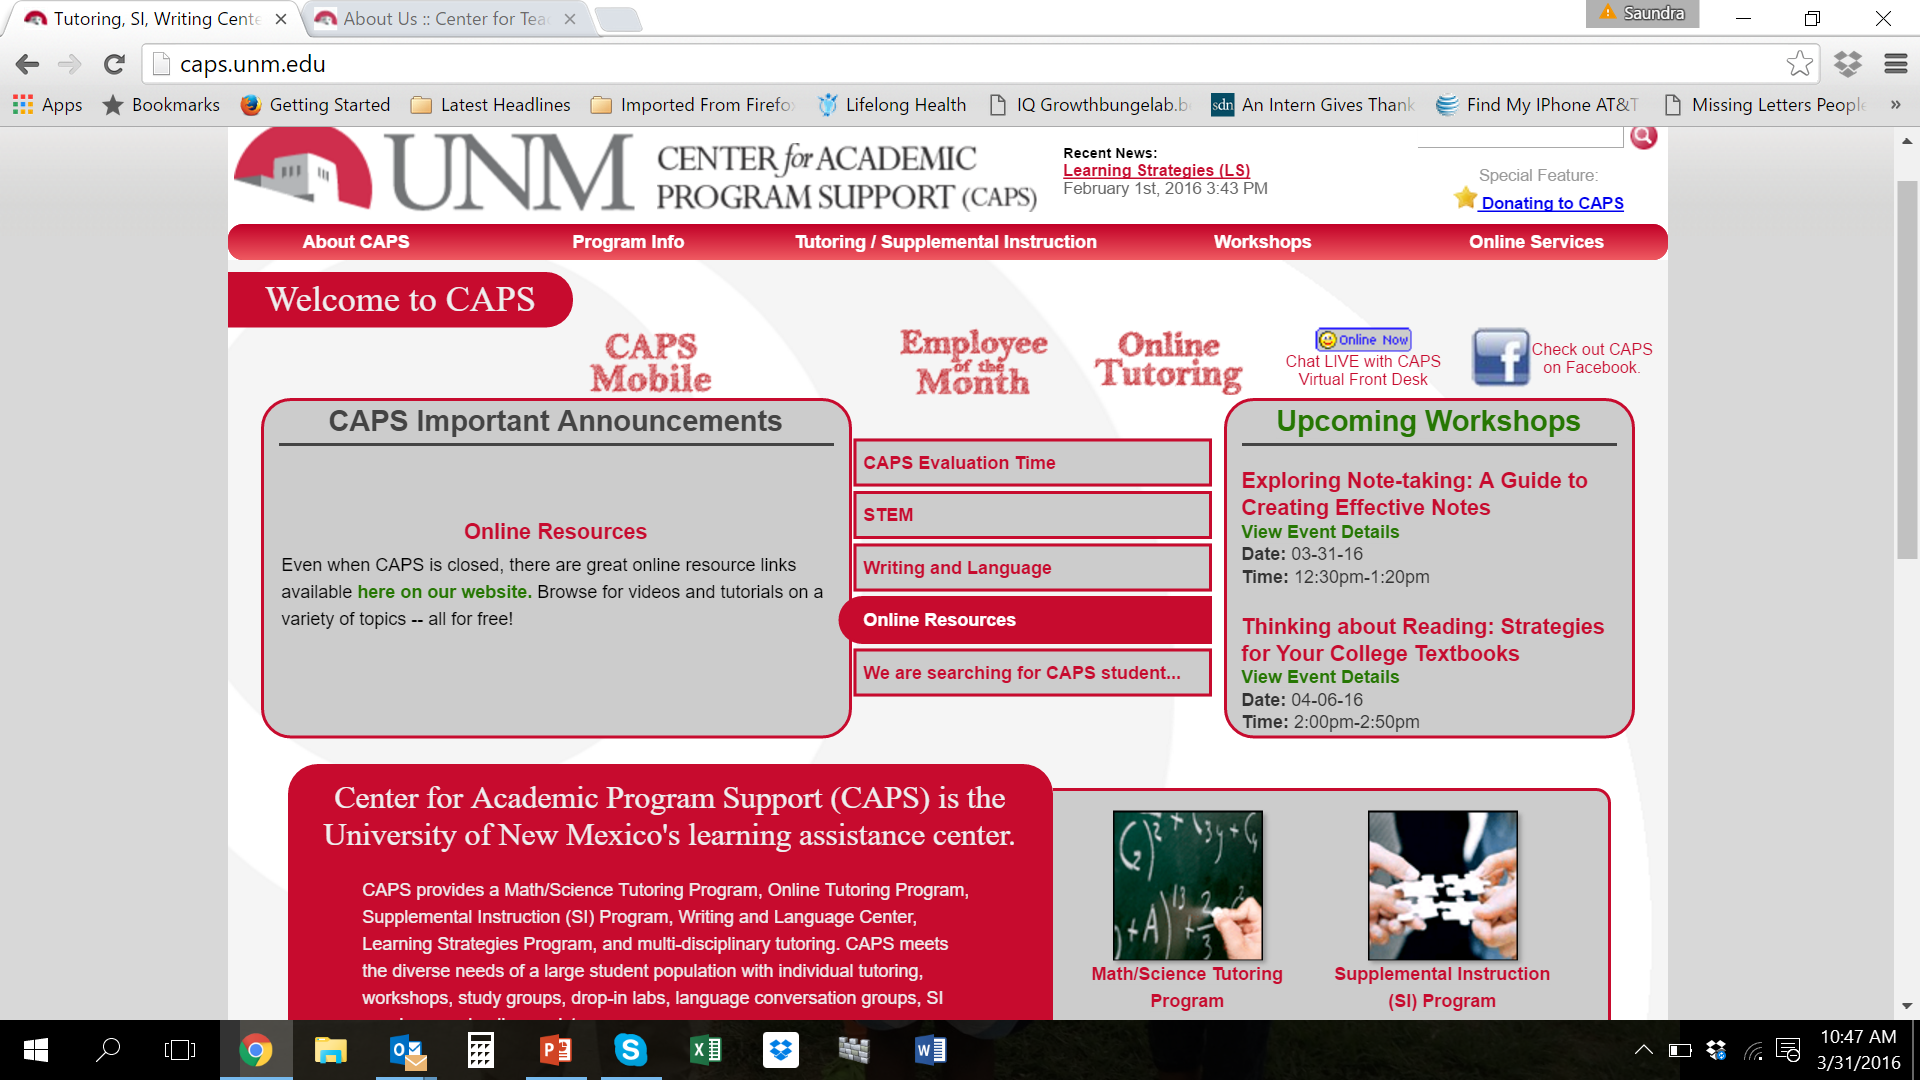 Tutoring, SI, Writing Cente
About Us :: Center for Tea
Saundra
caps.unm.edu
Apps Bookmarks Getting Started Latest Headlines Imported From Firefo Lifelong Health IQ Growthbungelab.b sdn An Intern Gives Thank Find My IPhone AT&T Missing Letters People »
UNM
CENTER for ACADEMIC
PROGRAM SUPPORT (CAPS)
Recent News:
Learning Strategies (LS)
February 1st, 2016 3:43 PM
Special Feature:
Donating to CAPS
About CAPS Program Info Tutoring / Supplemental Instruction Workshops Online Services
Welcome to CAPS
CAPS
Mobile
Employee
of the
Month
Online
Tutoring
Online Now
Chat LIVE with CAPS
Virtual Front Desk
Check out CAPS
on Facebook.
CAPS Important Announcements
Online Resources
Even when CAPS is closed, there are great online resource links
available here on our website. Browse for videos and tutorials on a
variety of topics -- all for free!
CAPS Evaluation Time
STEM
Writing and Language
Online Resources
We are searching for CAPS student...
Upcoming Workshops
Exploring Note-taking: A Guide to
Creating Effective Notes
View Event Details
Date: 03-31-16
Time: 12:30pm-1:20pm
Thinking about Reading: Strategies
for Your College Textbooks
View Event Details
Date: 04-06-16
Time: 2:00pm-2:50pm
Center for Academic Program Support (CAPS) is the
University of New Mexico's learning assistance center.
CAPS provides a Math/Science Tutoring Program, Online Tutoring Program,
Supplemental Instruction (SI) Program, Writing and Language Center,
Learning Strategies Program, and multi-disciplinary tutoring. CAPS meets
the diverse needs of a large student population with individual tutoring,
workshops, study groups, drop-in labs, language conversation groups, SI
Math/Science Tutoring
Program
Supplemental Instruction
(SI) Program
10:47 AM
3/31/2016